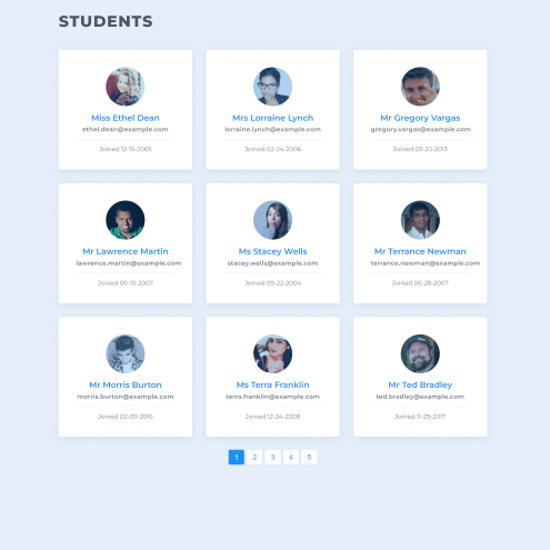 STUDENTS
Miss Ethel Dean
ethel.dean@example.com
Joined 12-15-2005
Mrs Lorraine Lynch
lorraine.lynch@example.com
Joined 02-24-2006
Mr Gregory Vargas
gregory.vargas@example.com
Joined 03-20-2013
Mr Lawrence Martin
lawrence.martin@example.com
Joined 06-10-2007
Ms Stacey Wells
stacey.wells@example.com
Joined 09-22-2004
Mr Terrance Newman
terrance.newman@example.com
Joined 06-28-2007
Mr Morris Burton
morris.burton@example.com
Joined 02-09-2016
Ms Terra Franklin
terra.franklin@example.com
Joined 12-24-2008
Mr Ted Bradley
ted.bradley@example.com
Joined 11-29-2017
1 2 3 4 5